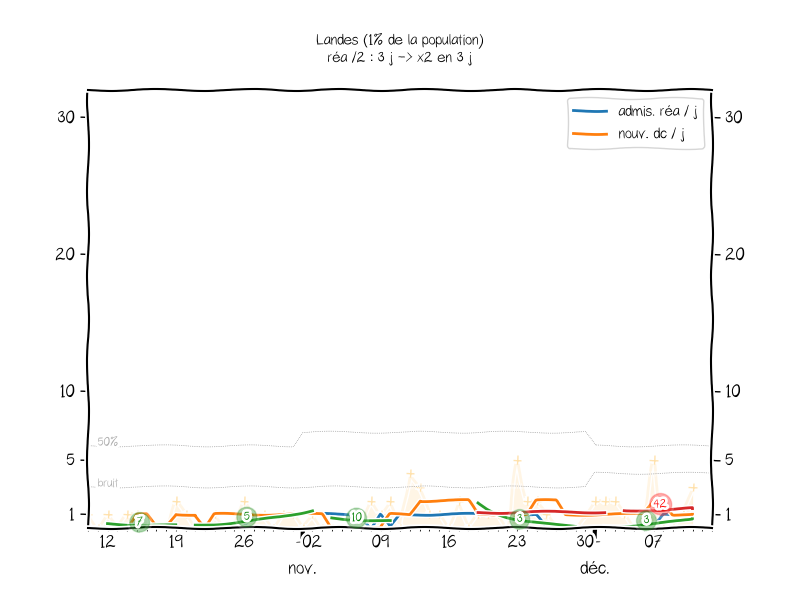 Landes (1% de la population)
réa /2 : 3 j -> x2 en 3 j
admis. réa / j
nouv. dc / j
30 30
20 20
10 10
50%
5 5
bruit
1 1
7 5 10 3 3 42
12 19 26 02 09 16 23 30 07
nov. déc.